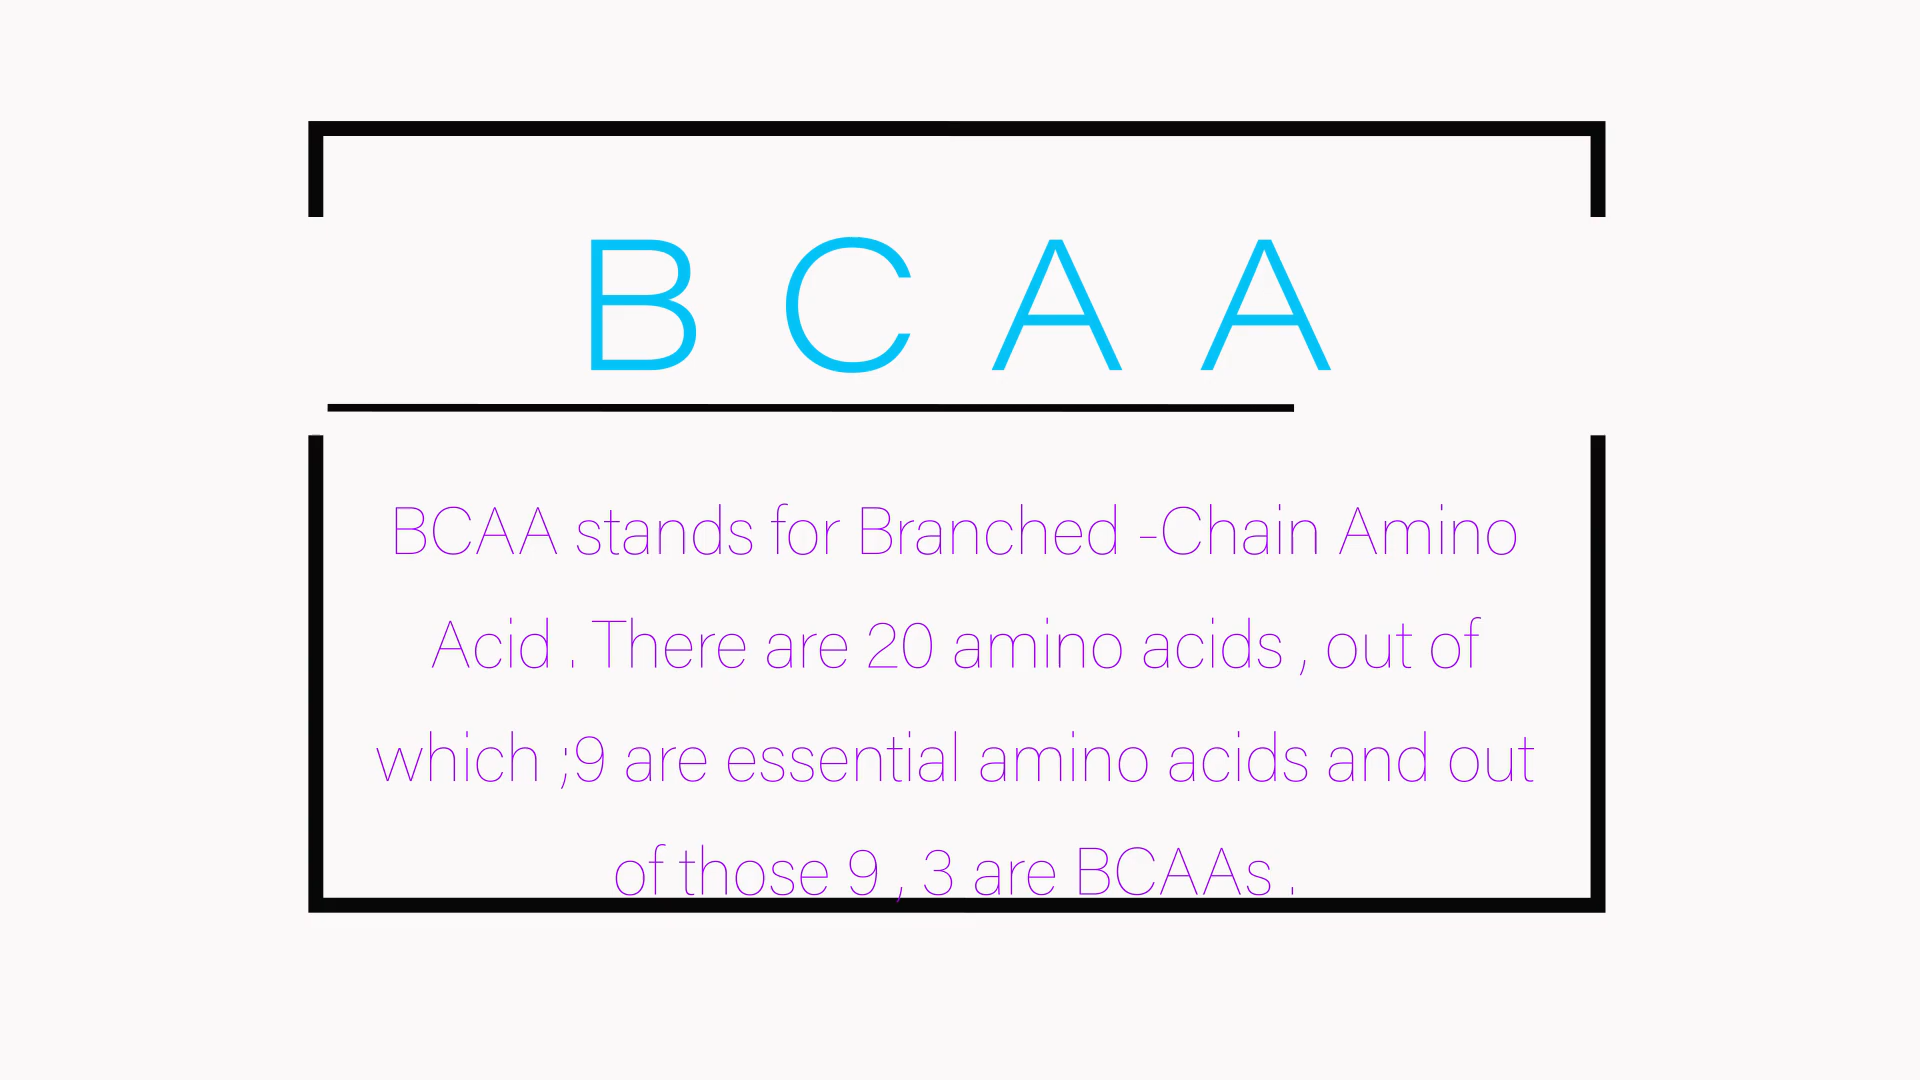 B C A A
BCAA stands for Branched -Chain Amino
Acid . There are 20 amino acids , out of
which ;9 are essential amino acids and out
of those 9 , 3 are BCAAs .